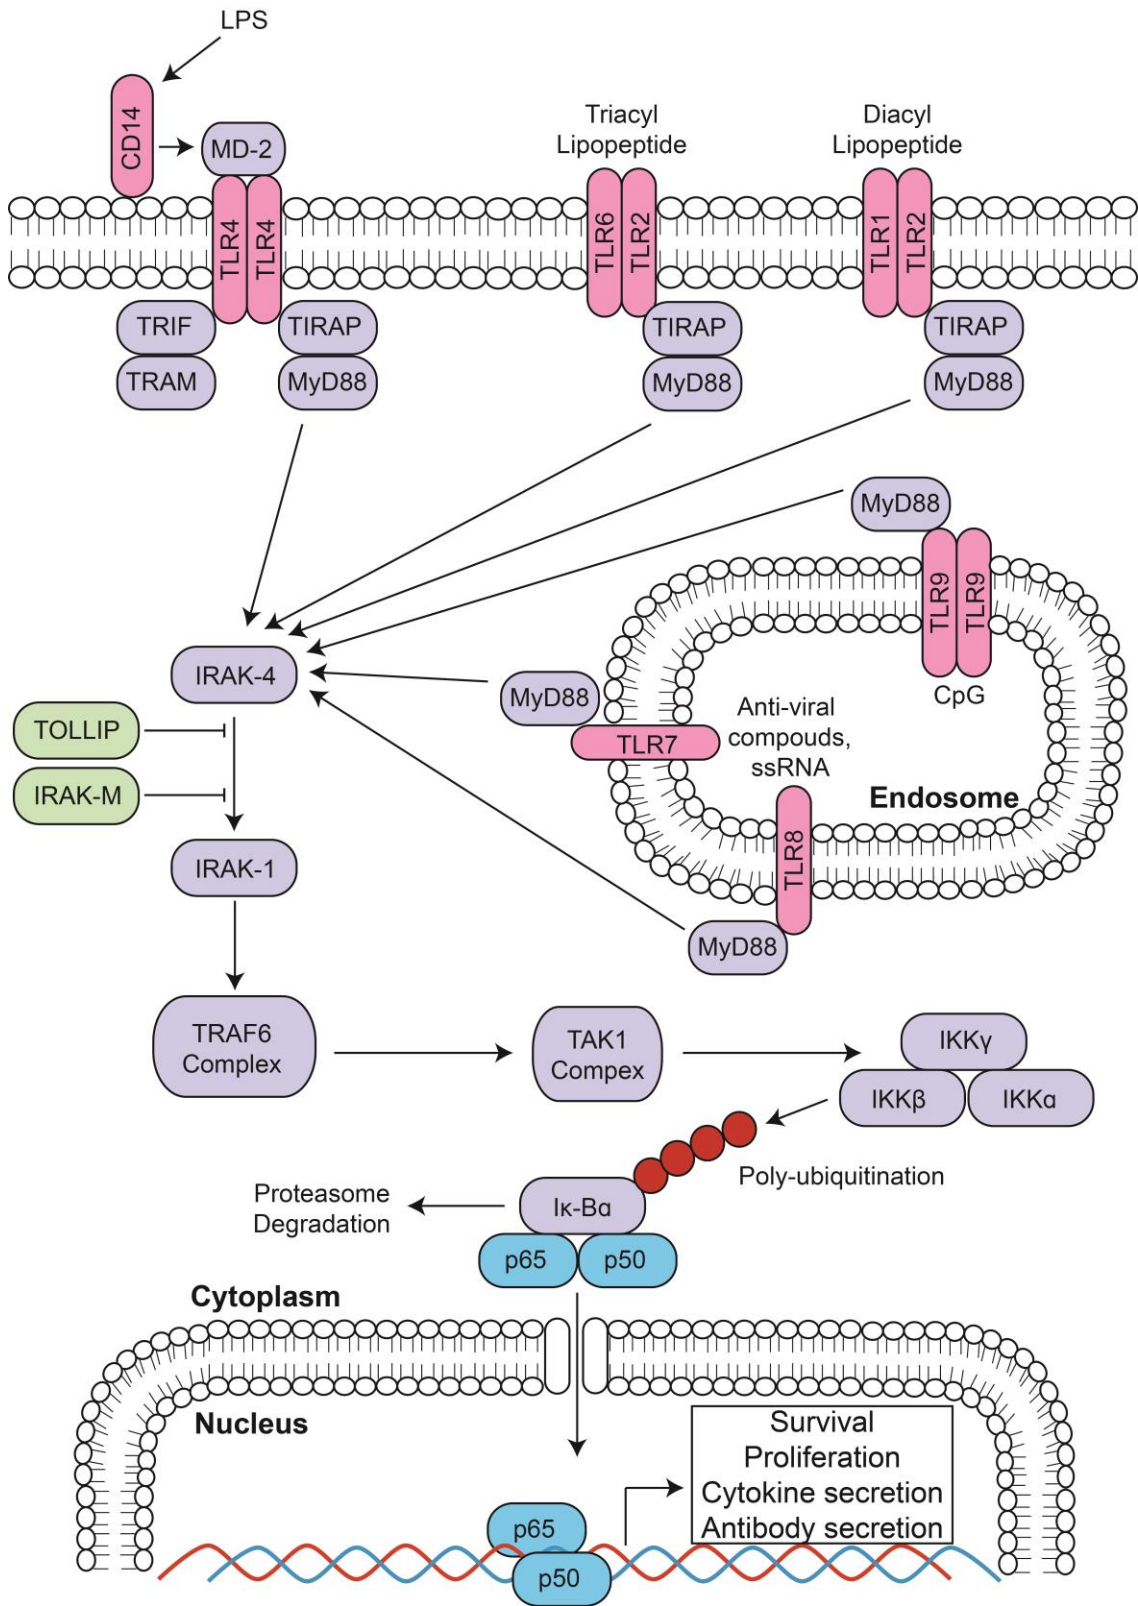 LPS
CD14
MD-2
TLR4
TLR4
TRIF
TRAM
TIRAP
MyD88
Triacyl
Lipopeptide
TLR6
TLR2
TIRAP
MyD88
Diacyl
Lipopeptide
TLR1
TLR2
TIRAP
MyD88
MyD88
TLR9
TLR9
CpG
IRAK-4
MyD88
TLR7
Anti-viral
compouds,
ssRNA
Endosome
TLR8
MyD88
TOLLIP
IRAK-M
IRAK-1
TRAF6
Complex
TAK1
Compex
IKKγ
IKKβ
IKKα
Poly-ubiquitination
Proteasome
Degradation
Iκ-Bα
p65
p50
Cytoplasm
Nucleus
Survival
Proliferation
Cytokine secretion
Antibody secretion
p65
p50